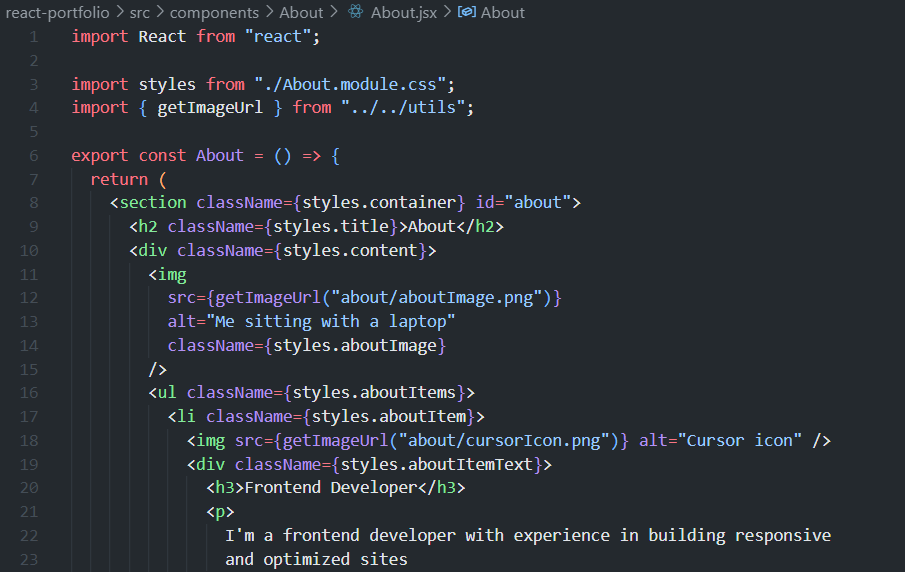 react-portfolio > src > components > About > About.jsx > About
1 import React from "react";
2
3 import styles from "./About.module.css";
4 import { getImageUrl } from "../../utils";
5
6 export const About = () => {
7   return (
8     <section className={styles.container} id="about">
9       <h2 className={styles.title}>About</h2>
10       <div className={styles.content}>
11         <img
12           src={getImageUrl("about/aboutImage.png")}
13           alt="Me sitting with a laptop"
14           className={styles.aboutImage}
15         />
16         <ul className={styles.aboutItems}>
17           <li className={styles.aboutItem}>
18             <img src={getImageUrl("about/cursorIcon.png")} alt="Cursor icon" />
19             <div className={styles.aboutItemText}>
20               <h3>Frontend Developer</h3>
21               <p>
22                 I'm a frontend developer with experience in building responsive
23                 and optimized sites